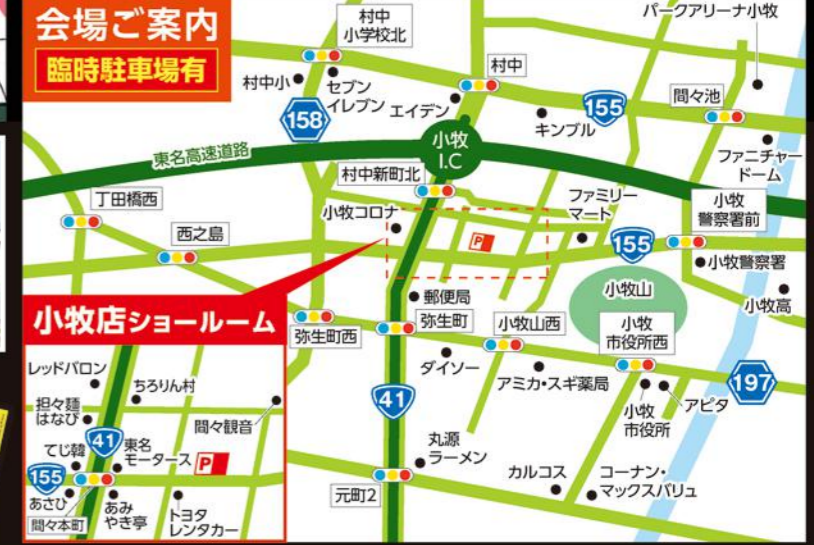 会場ご案内
臨時駐車場有
村中
小学校北
パークアリーナ小牧
村中小
セブン
イレブン
エイデン
村中
155
間々池
158
キンブル
小牧
I.C
東名高速道路
ファニチャー
ドーム
村中新町北
丁田橋西
小牧コロナ
ファミリー
マート
小牧
警察署前
西之島
P
155
小牧警察署
小牧山
小牧高
郵便局
小牧店ショールーム
弥生町西
弥生町
小牧山西
小牧
市役所西
ダイソー
アミカ・スギ薬局
197
41
小牧
市役所
アピタ
丸源
ラーメン
カルコス
コーナン・
マックスバリュ
元町2
レッドバロン
ちろりん村
担々麺
はなび
間々観音
41
てじ韓
東名
モータース
P
155
あさひ
あみ
やき亭
トヨタ
レンタカー
間々本町